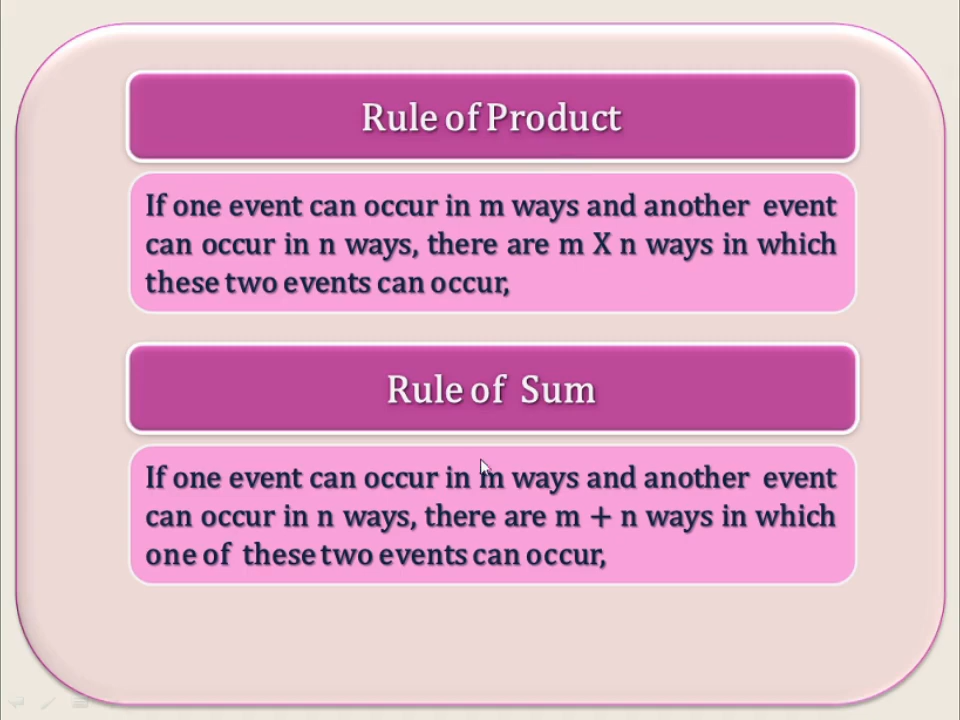 Rule of Product
If one event can occur in m ways and another event
can occur in n ways, there are m X n ways in which
these two events can occur,
Rule of Sum
If one event can occur in m ways and another event
can occur in n ways, there are m + n ways in which
one of these two events can occur,